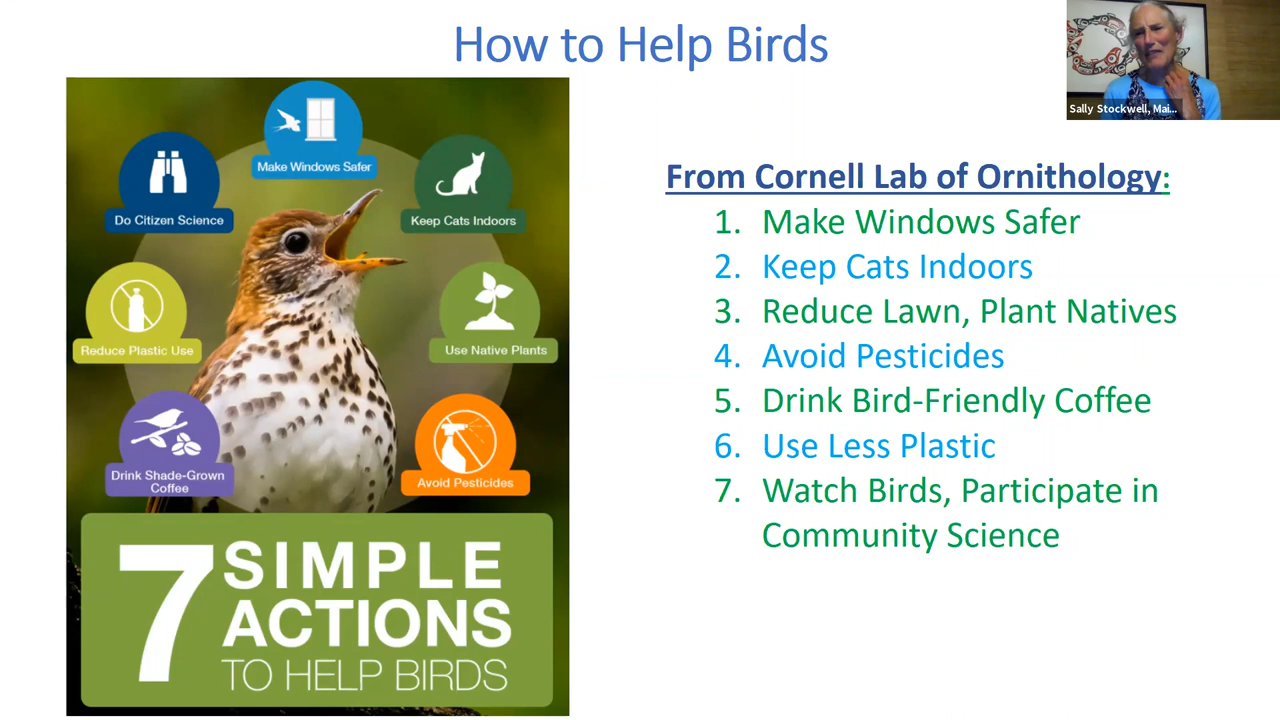 How to Help Birds
Sally Stockwell, Mai...
Make Windows Safer
Do Citizen Science
Keep Cats Indoors
Reduce Plastic Use
Use Native Plants
Drink Shade-Grown
Coffee
Avoid Pesticides
7 SIMPLE
ACTIONS
TO HELP BIRDS
From Cornell Lab of Ornithology:
1. Make Windows Safer
2. Keep Cats Indoors
3. Reduce Lawn, Plant Natives
4. Avoid Pesticides
5. Drink Bird-Friendly Coffee
6. Use Less Plastic
7. Watch Birds, Participate in
Community Science